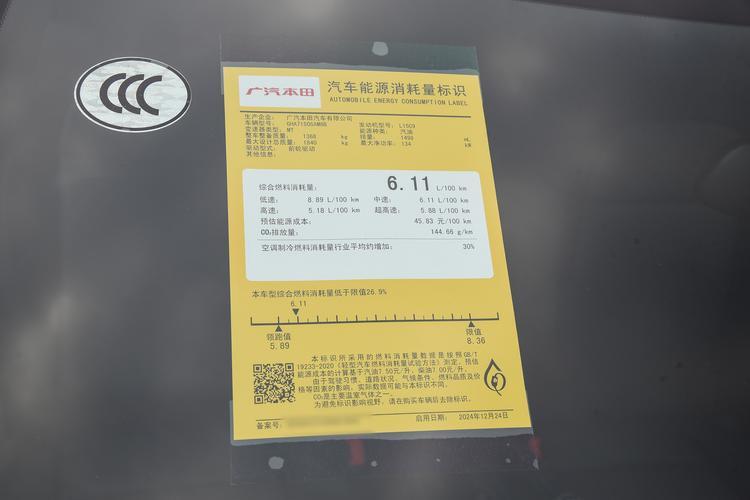 CCC
广汽本田
汽车能源消耗量标识
AUTOMOBILE ENERGY CONSUMPTION LABEL
生产企业: 广汽本田汽车有限公司
车辆型号: GHA7150SAM6B 发动机型号: L15C9
变速器类型: MT 能源种类: 汽油
整车整备质量: 1368 kg 排量: 1498 mL
最大设计总质量: 1840 kg 最大净功率: 134 kW
驱动型式: 前轮驱动
其他信息:
综合燃料消耗量: 6.11 L/100 km
低速: 8.89 L/100 km 中速: 6.11 L/100 km
高速: 5.18 L/100 km 超高速: 5.88 L/100 km
预估能源成本: 45.83 元/100 km
CO₂排放量: 144.66 g/km
空调制冷燃料消耗量行业平均约增加: 30%
本车型综合燃料消耗量低于限值26.9%
6.11
领跑值 限值
5.89 8.36
本标识所采用的燃料消耗量数据是按照GB/T
19233-2020《轻型汽车燃料消耗量试验方法》测定, 预估
能源成本的计算基于汽油7.50元/升, 柴油7.00元/升。
由于驾驶习惯、道路状况、气候条件、燃料品质及价
格等因素的影响, 实际数据可能与本标识不同。
CO₂是主要温室气体之一。
为避免标识影响视野, 请在购买车辆后去除标识。
备案号: 启用日期: 2024年12月24日